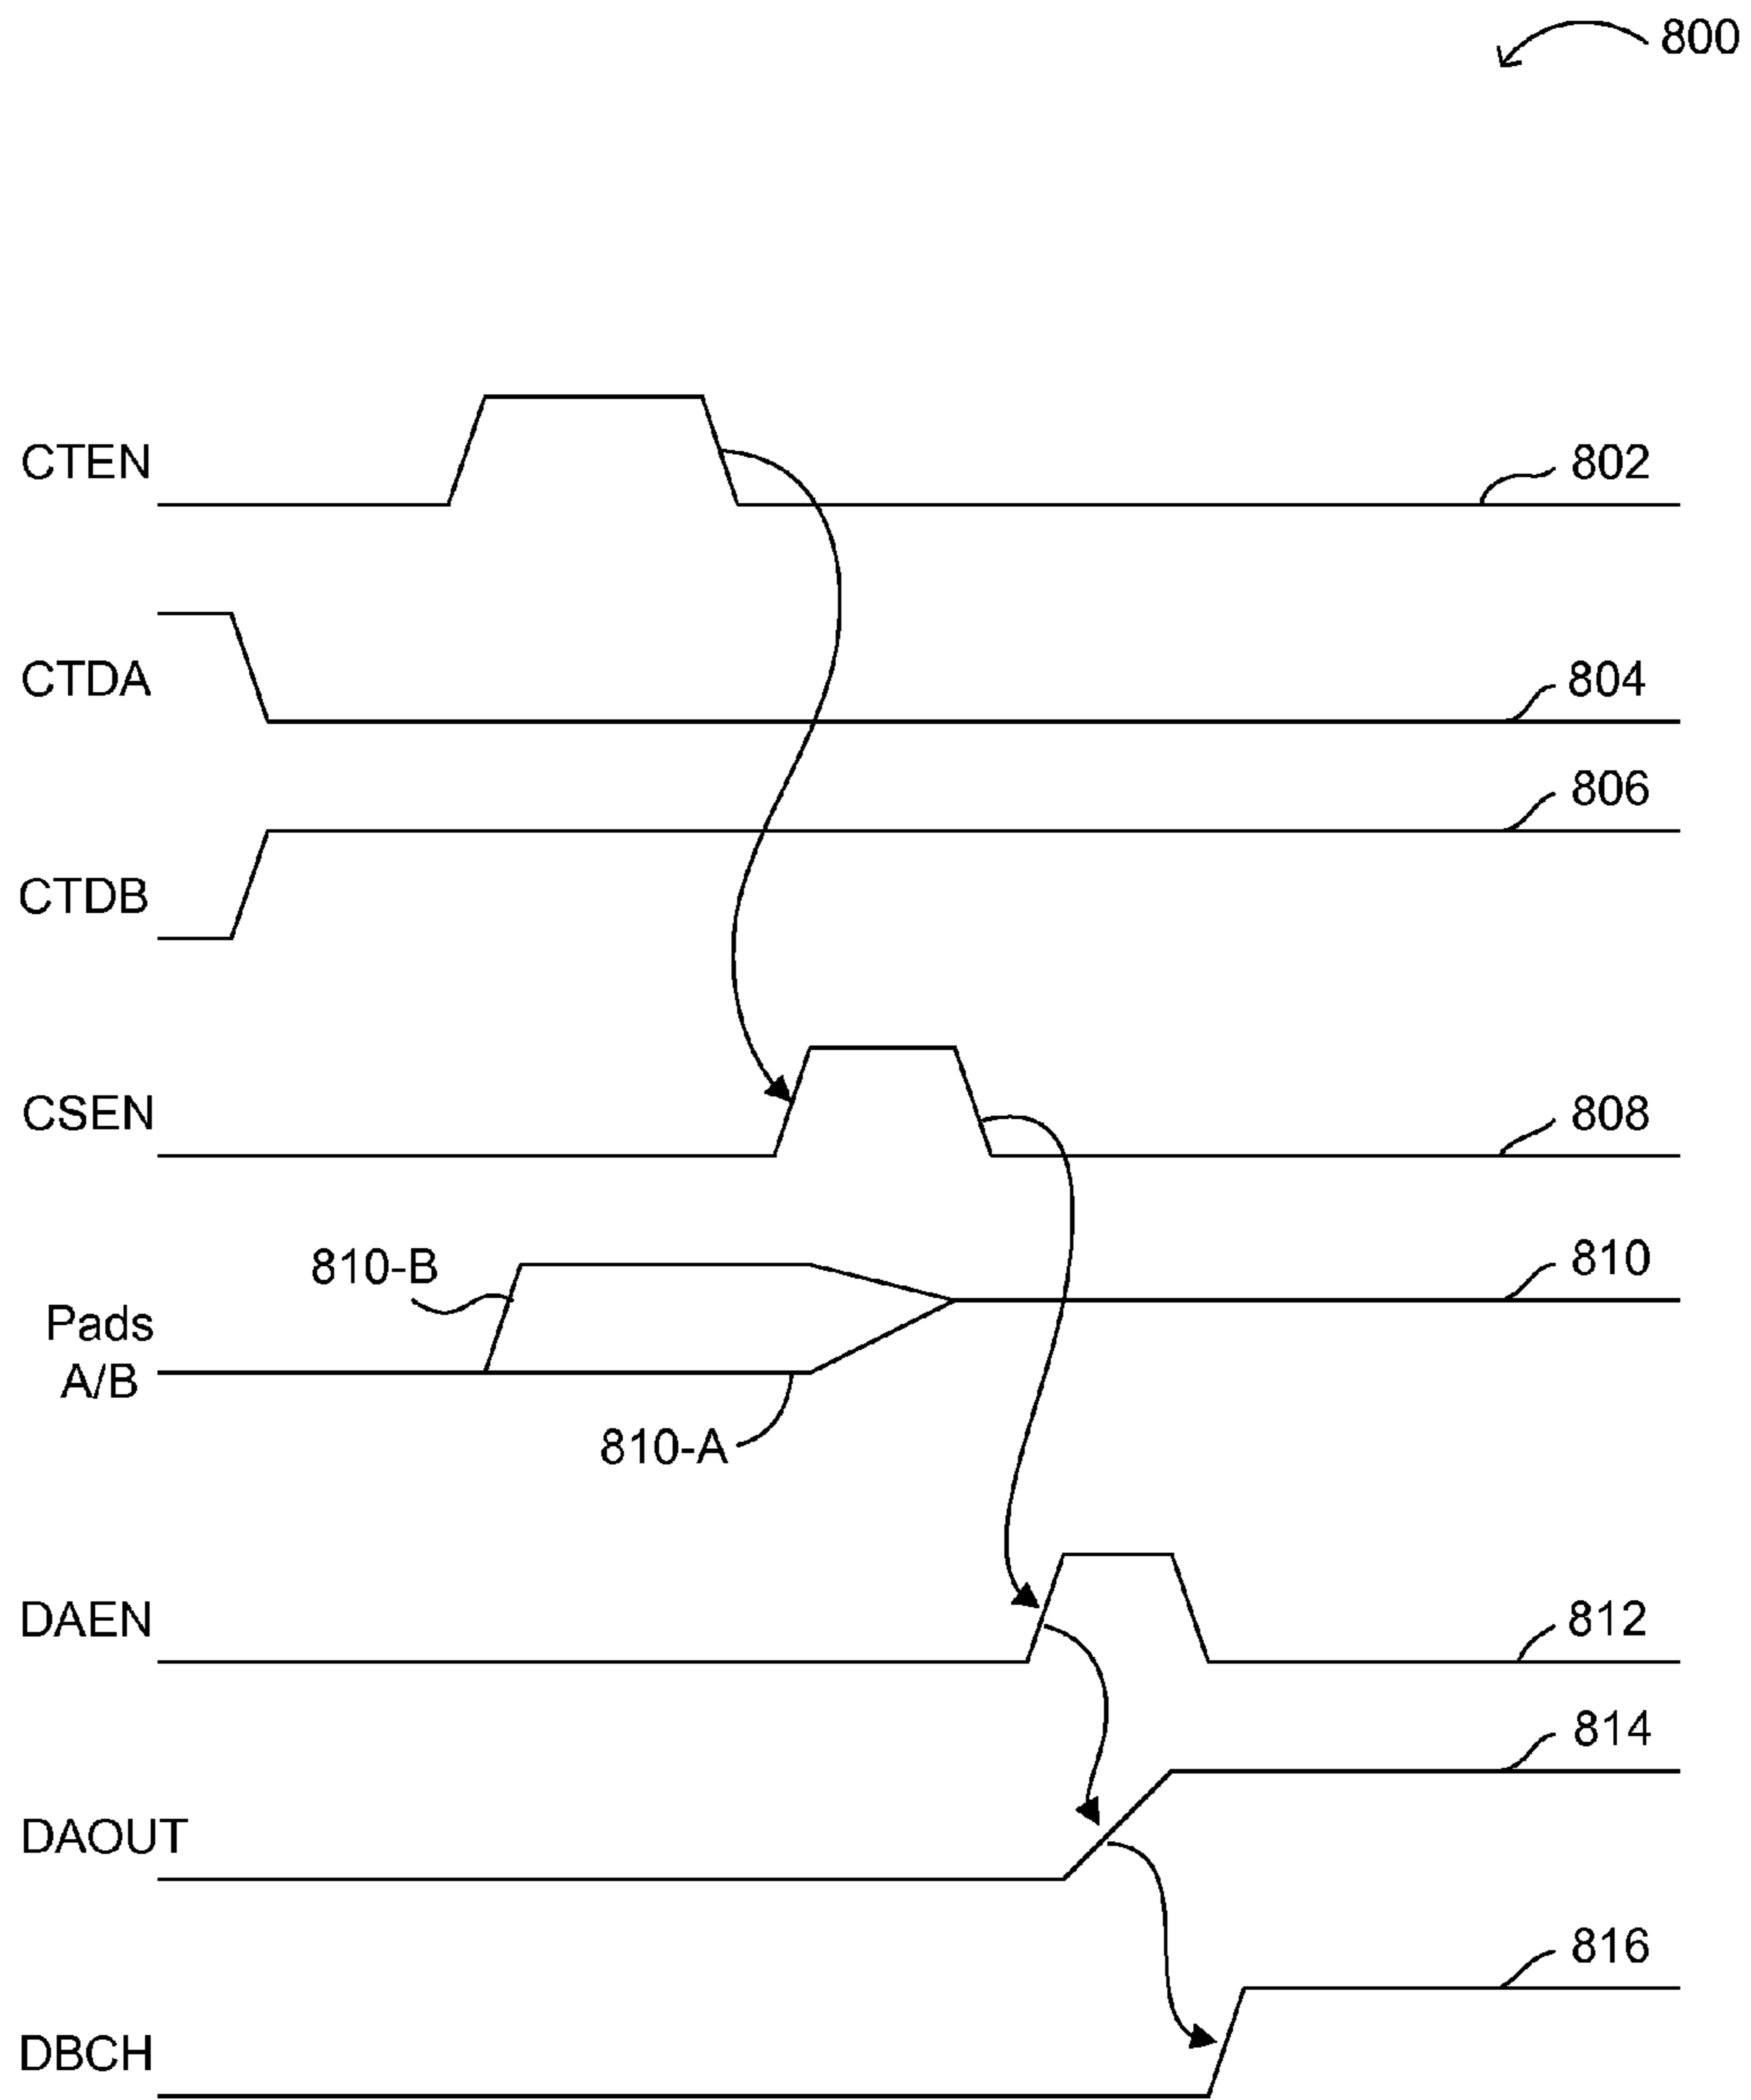 800
CTEN
802
CTDA
804
806
CTDB
CSEN
808
810-B
810
Pads
A/B
810-A
DAEN
812
814
DAOUT
816
DBCH